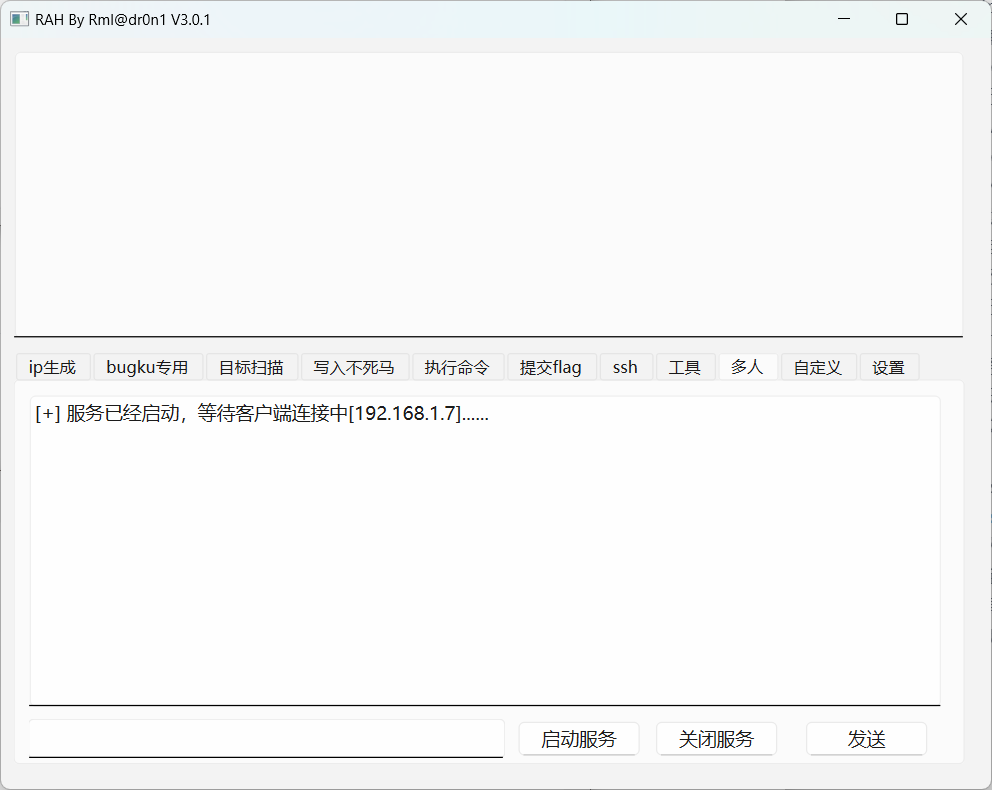 RAH By Rml@dr0n1 V3.0.1
ip生成 bugku专用 目标扫描 写入不死马 执行命令 提交flag ssh 工具 多人 自定义 设置
[+] 服务已经启动，等待客户端连接中[192.168.1.7]......
启动服务 关闭服务 发送